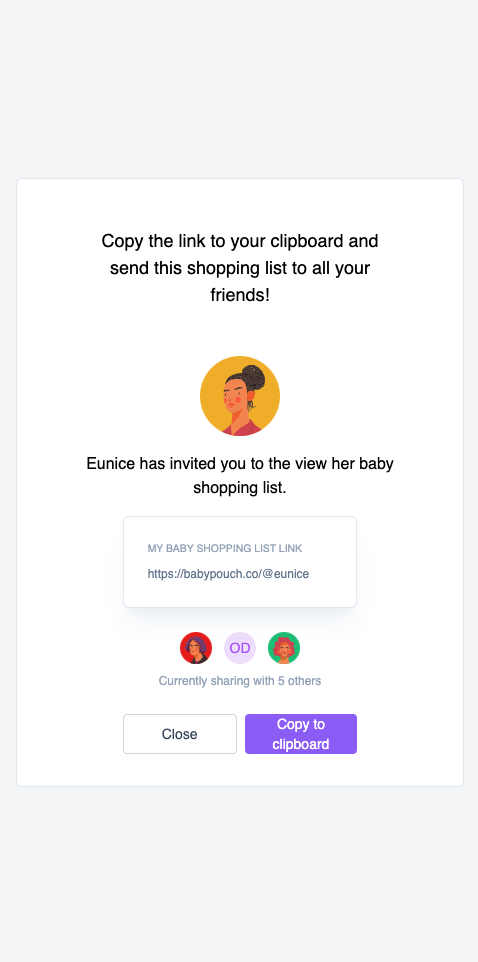 Copy the link to your clipboard and
send this shopping list to all your
friends!
Eunice has invited you to the view her baby
shopping list.
MY BABY SHOPPING LIST LINK
https://babypouch.co/@eunice
OD
Currently sharing with 5 others
Close
Copy to
clipboard